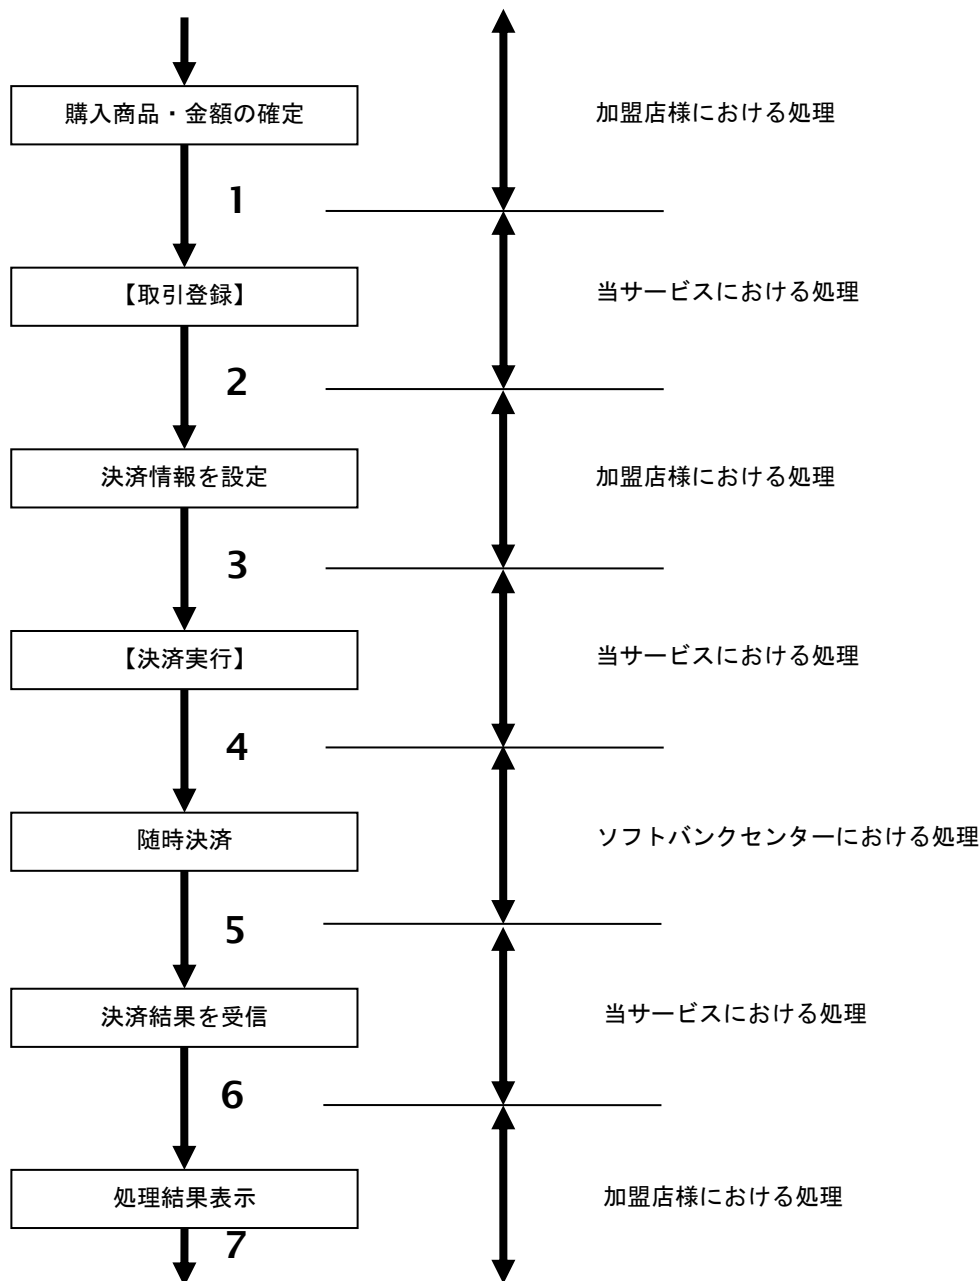 購入商品・金額の確定
加盟店様における処理
1
【取引登録】
当サービスにおける処理
2
決済情報を設定
加盟店様における処理
3
【決済実行】
当サービスにおける処理
4
随時決済
ソフトバンクセンターにおける処理
5
決済結果を受信
当サービスにおける処理
6
処理結果表示
加盟店様における処理
7